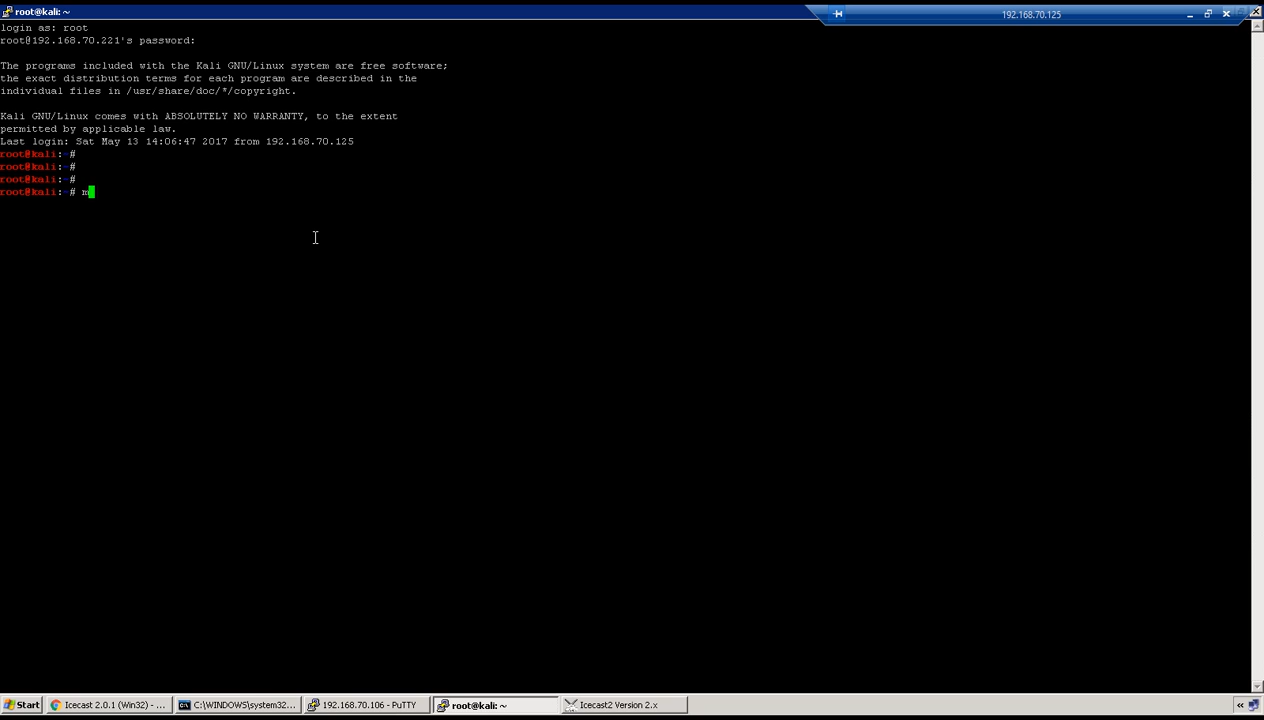 root@kali: ~
192.168.70.125
login as: root
root@192.168.70.221's password:
The programs included with the Kali GNU/Linux system are free software;
the exact distribution terms for each program are described in the
individual files in /usr/share/doc/*/copyright.
Kali GNU/Linux comes with ABSOLUTELY NO WARRANTY, to the extent
permitted by applicable law.
Last login: Sat May 13 14:06:47 2017 from 192.168.70.125
root@kali:~#
root@kali:~#
root@kali:~#
root@kali:~# m
Start
Icecast 2.0.1 (Win32) - ...
C:\WINDOWS\system32...
192.168.70.106 - PuTTY
root@kali: ~
Icecast2 Version 2.x